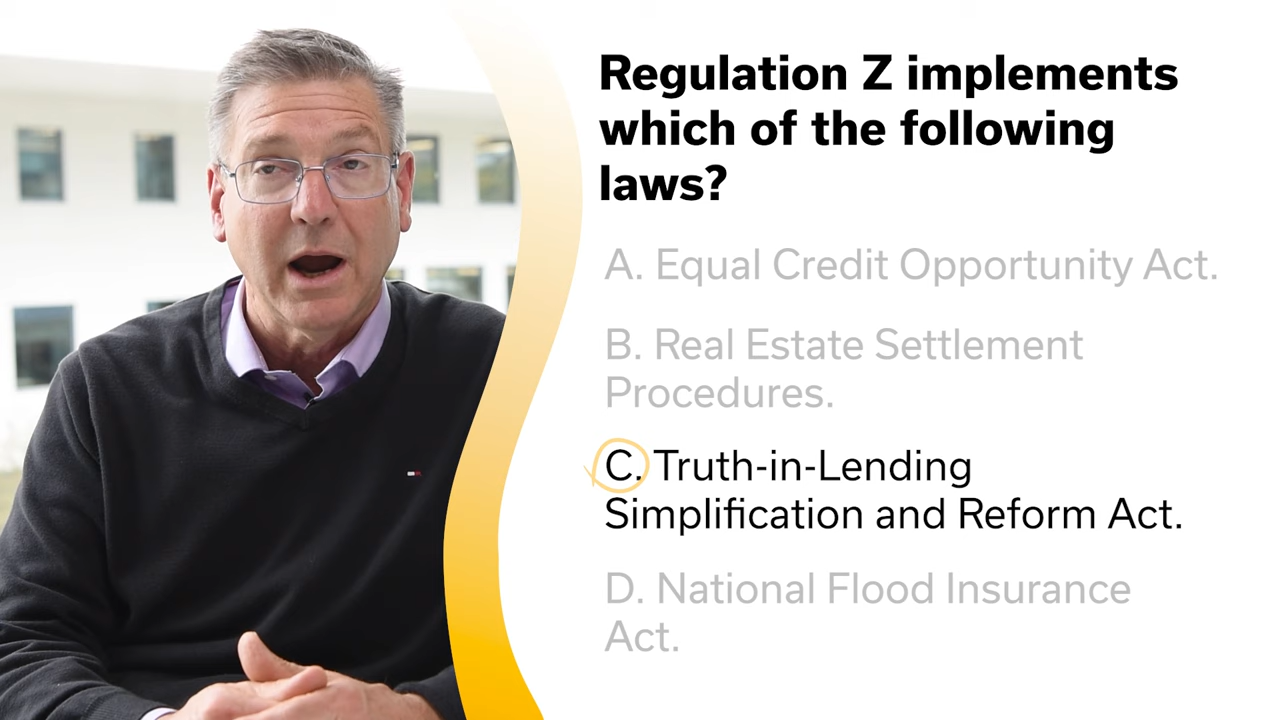 Regulation Z implements
which of the following
laws?
A. Equal Credit Opportunity Act.
B. Real Estate Settlement
Procedures.
C. Truth-in-Lending
Simplification and Reform Act.
D. National Flood Insurance
Act.